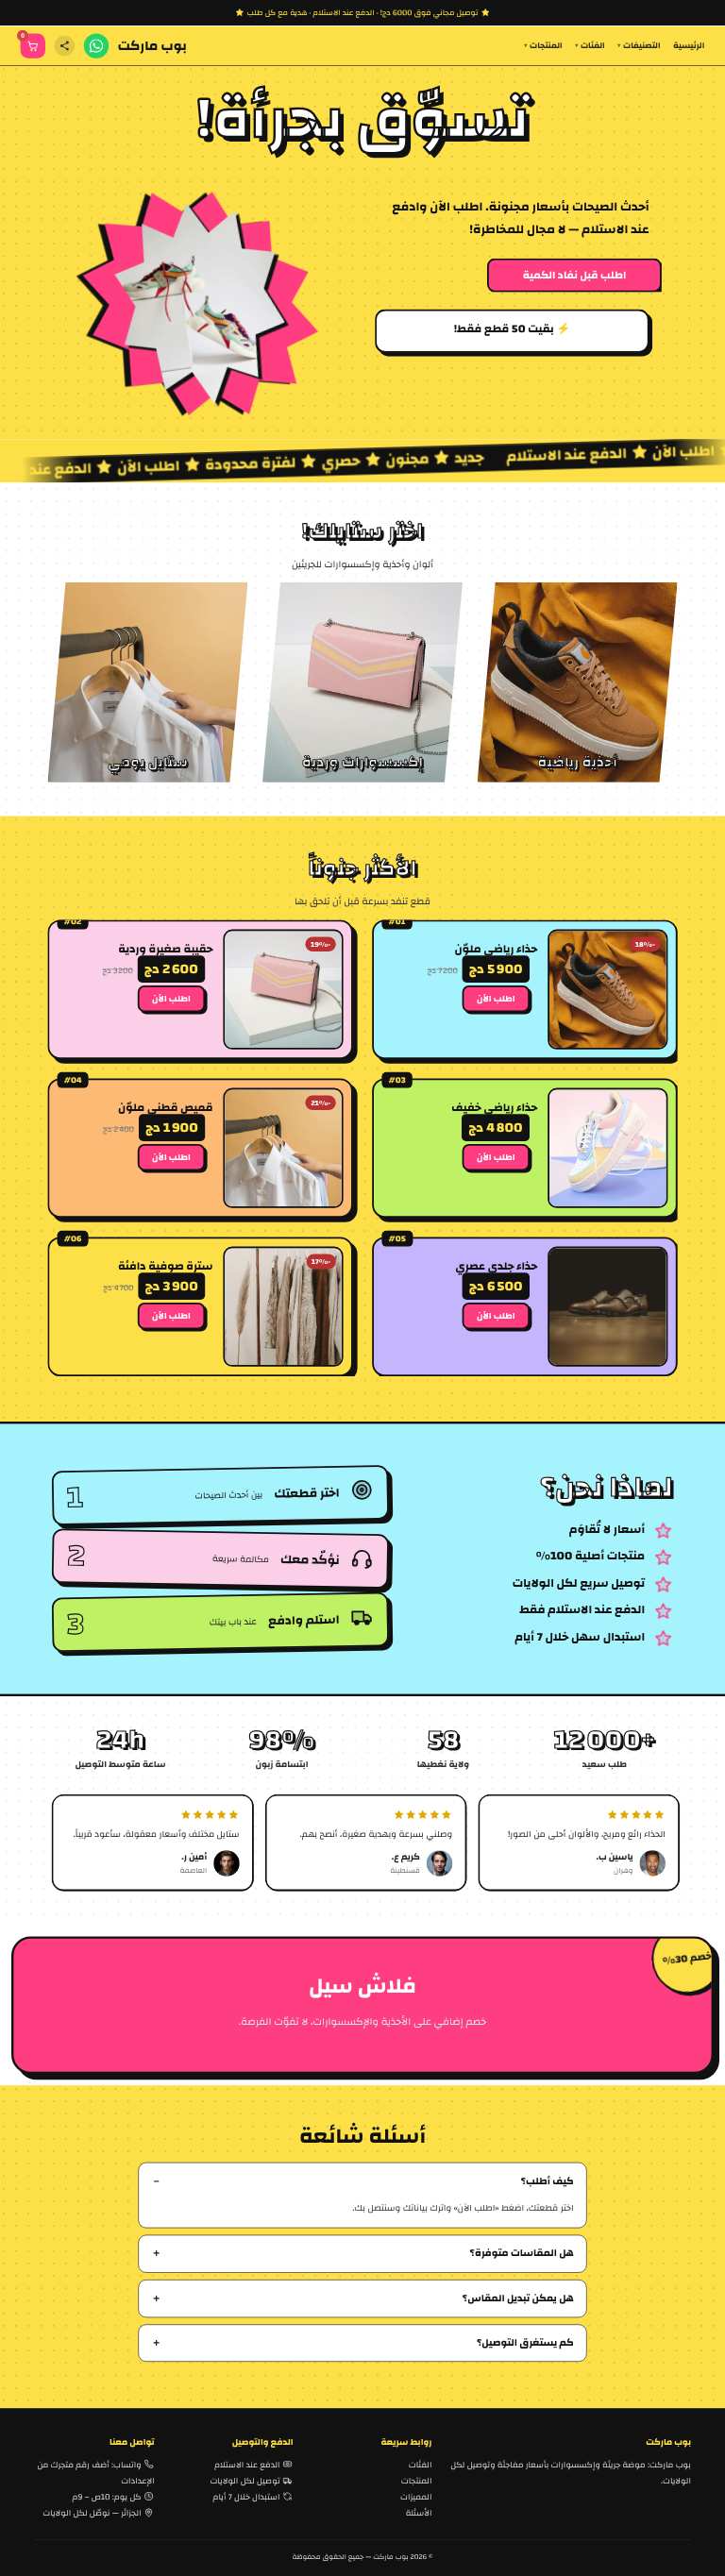 ★ توصيل مجاني فوق 6000 دج! · الدفع عند الاستلام · هدية مع كل طلب ★
الرئيسية
التصنيفات
الفئات
المنتجات
بوب ماركت
0
تسوَّق بجرأة!
أحدث الصيحات بأسعار مجنونة. اطلب الآن وادفع
عند الاستلام — لا مجال للمخاطرة!
اطلب قبل نفاد الكمية
⚡ بقيت 50 قطع فقط!
اطلب الآن ★ الدفع عند الاستلام جديد ★ مجنون ★ حصري ★ لفترة محدودة ★ اطلب الآن ★ الدفع عند
اختر ستايلك!
ألوان وأحذية وإكسسوارات للجريئين
أحذية رياضية
إكسسوارات وردية
ستايل يومي
الأكثر جنوناً
قطع تنفد بسرعة قبل أن تلحق بها
#01
-18%
حذاء رياضي ملوّن
5900 دج
7200 دج
اطلب الآن
#02
-19%
حقيبة صغيرة وردية
2600 دج
3200 دج
اطلب الآن
#03
حذاء رياضي خفيف
4800 دج
اطلب الآن
#04
-21%
قميص قطني ملوّن
1900 دج
2400 دج
اطلب الآن
#05
حذاء جلدي عصري
6500 دج
اطلب الآن
#06
-17%
سترة صوفية دافئة
3900 دج
4700 دج
اطلب الآن
لماذا نحن؟
أسعار لا تُقاوَم
منتجات أصلية 100%
توصيل سريع لكل الولايات
الدفع عند الاستلام فقط
استبدال سهل خلال 7 أيام
اختر قطعتك
بين أحدث الصيحات
1
نؤكّد معك
مكالمة سريعة
2
استلم وادفع
عند باب بيتك
3
12000+
طلب سعيد
58
ولاية نغطيها
98%
ابتسامة زبون
24h
ساعة متوسط التوصيل
★★★★★
الحذاء رائع ومريح، والألوان أحلى من الصور!
ياسين ب.
وهران
★★★★★
وصلني بسرعة وبهدية صغيرة، أنصح بهم.
كريم ع.
قسنطينة
★★★★★
ستايل مختلف وأسعار معقولة، سأعود قريباً.
أمين ر.
العاصمة
خصم 30%
فلاش سيل
خصم إضافي على الأحذية والإكسسوارات، لا تفوّت الفرصة.
أسئلة شائعة
كيف أطلب؟
−
اختر قطعتك، اضغط «اطلب الآن» واترك بياناتك وسنتصل بك.
هل المقاسات متوفرة؟
+
هل يمكن تبديل المقاس؟
+
كم يستغرق التوصيل؟
+
بوب ماركت
بوب ماركت: موضة جريئة وإكسسوارات بأسعار مفاجئة وتوصيل لكل
الولايات.
روابط سريعة
الفئات
المنتجات
المميزات
الأسئلة
الدفع والتوصيل
الدفع عند الاستلام
توصيل لكل الولايات
استبدال خلال 7 أيام
تواصل معنا
واتساب: أضف رقم متجرك من
الإعدادات
كل يوم: 10ص – 9م
الجزائر — نوصّل لكل الولايات
© 2026 بوب ماركت — جميع الحقوق محفوظة